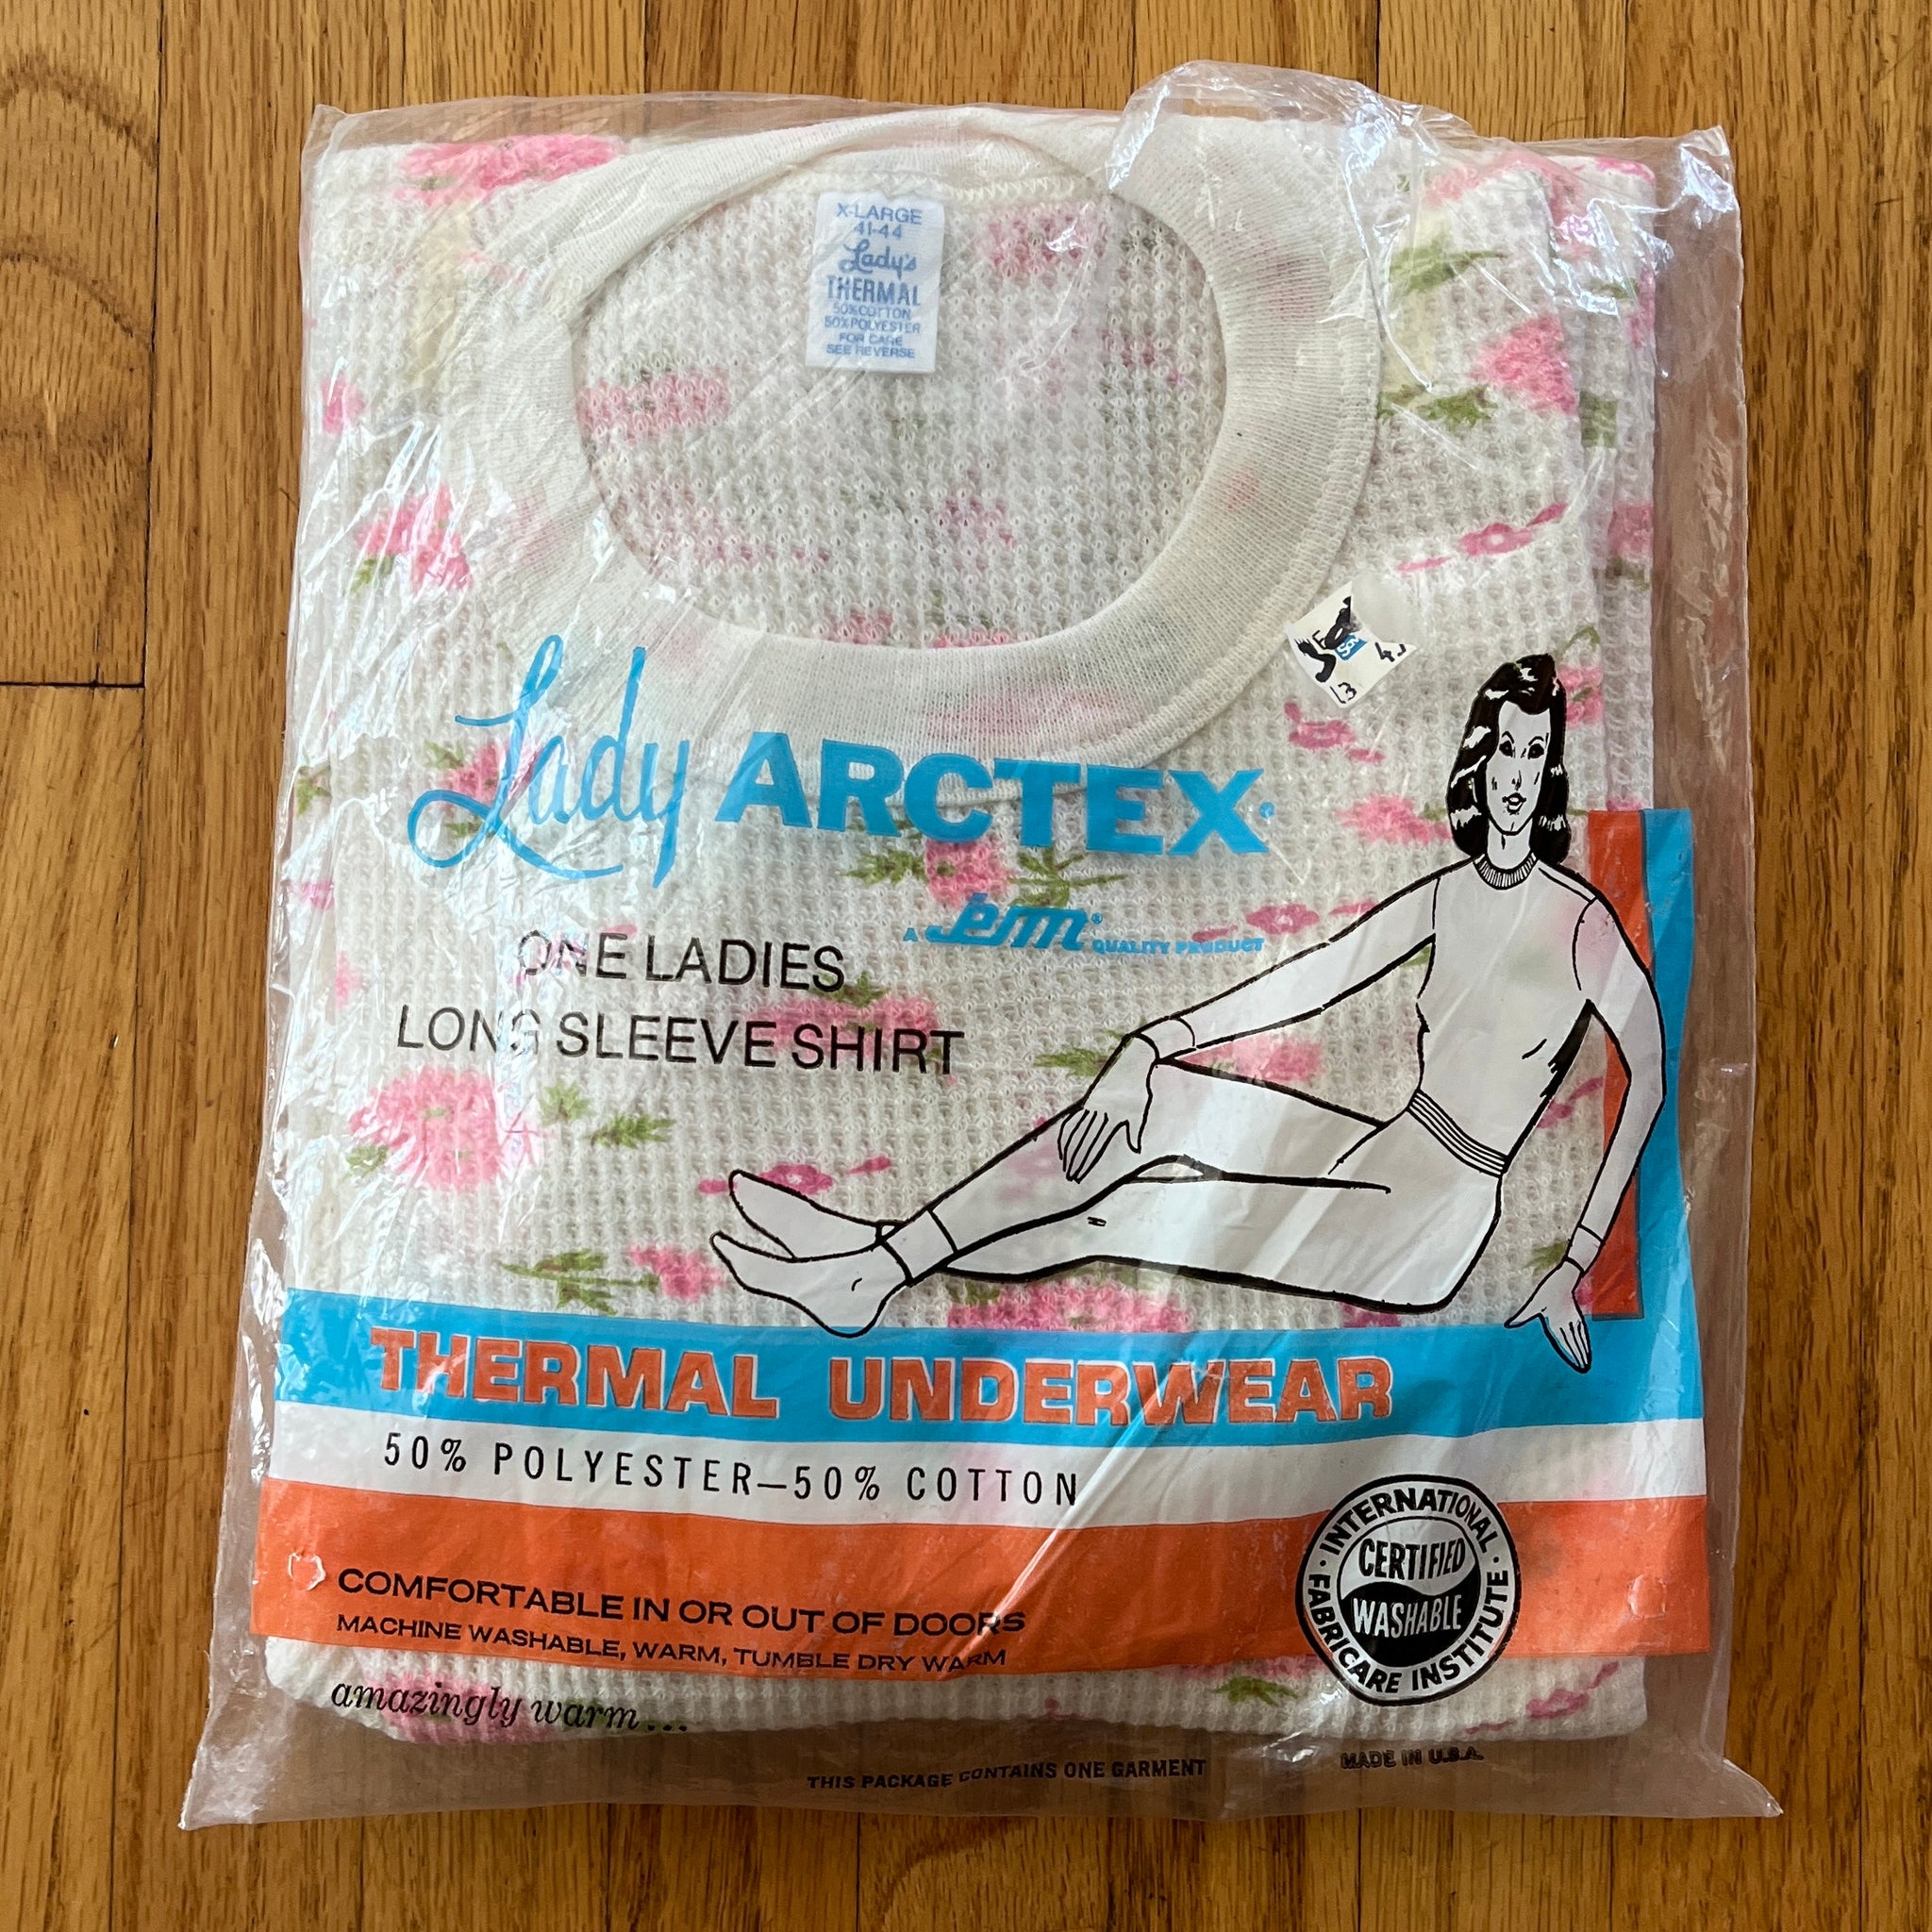 X-LARGE
41-44
Lady's
THERMAL
50% COTTON
50% POLYESTER
FOR CARE
SEE REVERSE
Lady ARCTEX
A em® QUALITY PRODUCT
ONE LADIES
LONG SLEEVE SHIRT
THERMAL UNDERWEAR
50% POLYESTER—50% COTTON
COMFORTABLE IN OR OUT OF DOORS
MACHINE WASHABLE, WARM, TUMBLE DRY WARM
INTERNATIONAL
CERTIFIED
WASHABLE
FABRICARE INSTITUTE
amazingly warm...
THIS PACKAGE CONTAINS ONE GARMENT
MADE IN U.S.A.